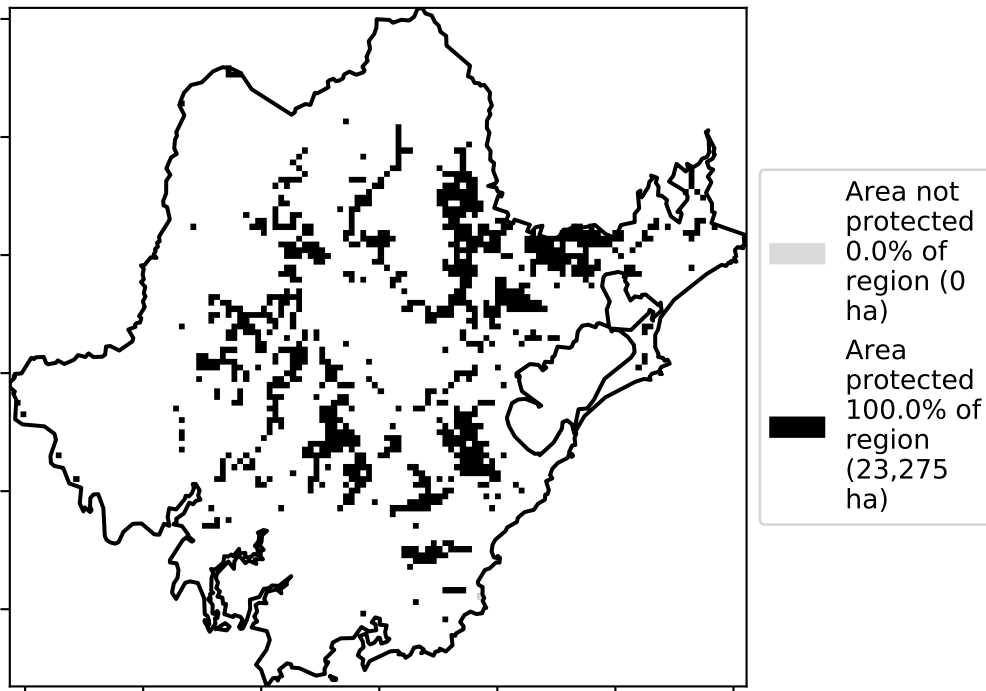 Area not
protected
0.0% of
region (0
ha)
Area
protected
100.0% of
region
(23,275
ha)